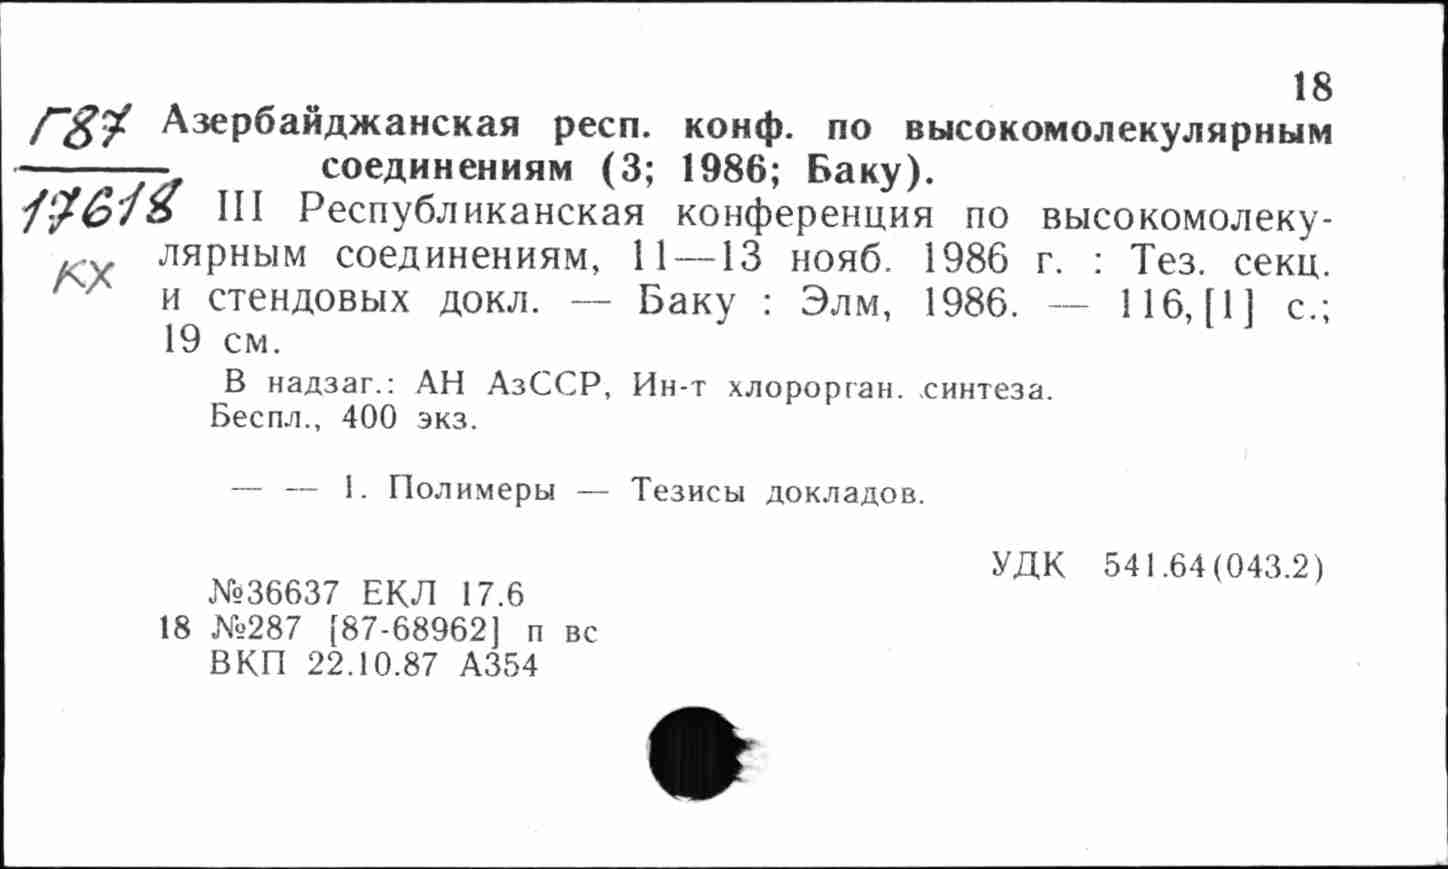 18
Г87 Азербайджанская респ. конф. по высокомолекулярным
соединениям (3; 1986; Баку).
17618 III Республиканская конференция по высокомолеку-
кх лярным соединениям, 11—13 нояб. 1986 г. : Тез. секц.
и стендовых докл. — Баку : Элм, 1986. — 116, [1] с.;
19 см.
В надзаг.: АН АзССР, Ин-т хлорорган. синтеза.
Беспл., 400 экз.
— — 1. Полимеры — Тезисы докладов.
УДК 541.64(043.2)
№36637 ЕКЛ 17.6
18 №287 [87-68962] п вс
ВКП 22.10.87 А354